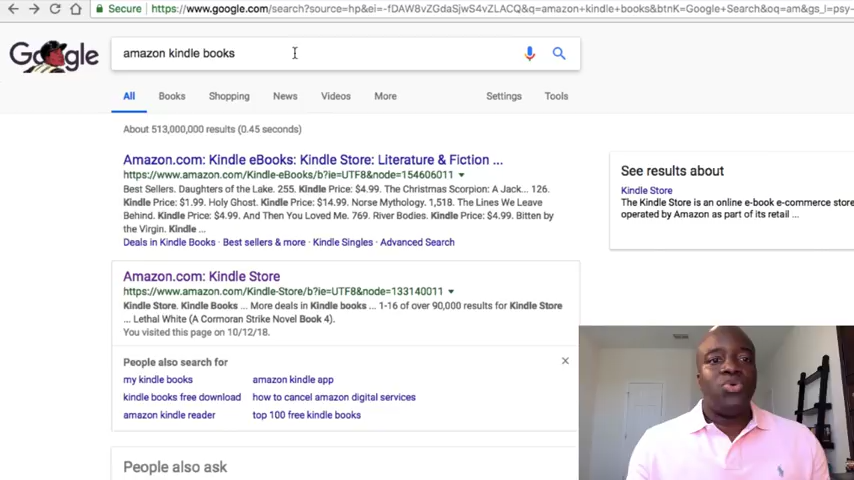 Secure
https://www.google.com/search?source=hp&ei=-fDAW8vZGdaSjwS4vZLACQ&q=amazon+kindle+books&btnK=Google+Search&oq=am&gs_l=psy-
Google
amazon kindle books
All Books Shopping News Videos More Settings Tools
About 513,000,000 results (0.45 seconds)
Amazon.com: Kindle eBooks: Kindle Store: Literature & Fiction ...
https://www.amazon.com/Kindle-eBooks/b?ie=UTF8&node=154606011
Best Sellers. Daughters of the Lake. 255. Kindle Price: $4.99. The Christmas Scorpion: A Jack... 126.
Kindle Price: $1.99. Holy Ghost. Kindle Price: $14.99. Norse Mythology. 1,518. The Lines We Leave
Behind. Kindle Price: $4.99. And Then You Loved Me. 769. River Bodies. Kindle Price: $4.99. Bitten by
the Virgin. Kindle ...
Deals in Kindle Books · Best sellers & more · Kindle Singles · Advanced Search
Amazon.com: Kindle Store
https://www.amazon.com/Kindle-Store/b?ie=UTF8&node=133140011
Kindle Store. Kindle Books ... More deals in Kindle books ... 1-16 of over 90,000 results for Kindle Store
... Lethal White (A Cormoran Strike Novel Book 4).
You visited this page on 10/12/18.
People also search for
my kindle books amazon kindle app
kindle books free download how to cancel amazon digital services
amazon kindle reader top 100 free kindle books
People also ask
See results about
Kindle Store
The Kindle Store is an online e-book e-commerce store
operated by Amazon as part of its retail ...